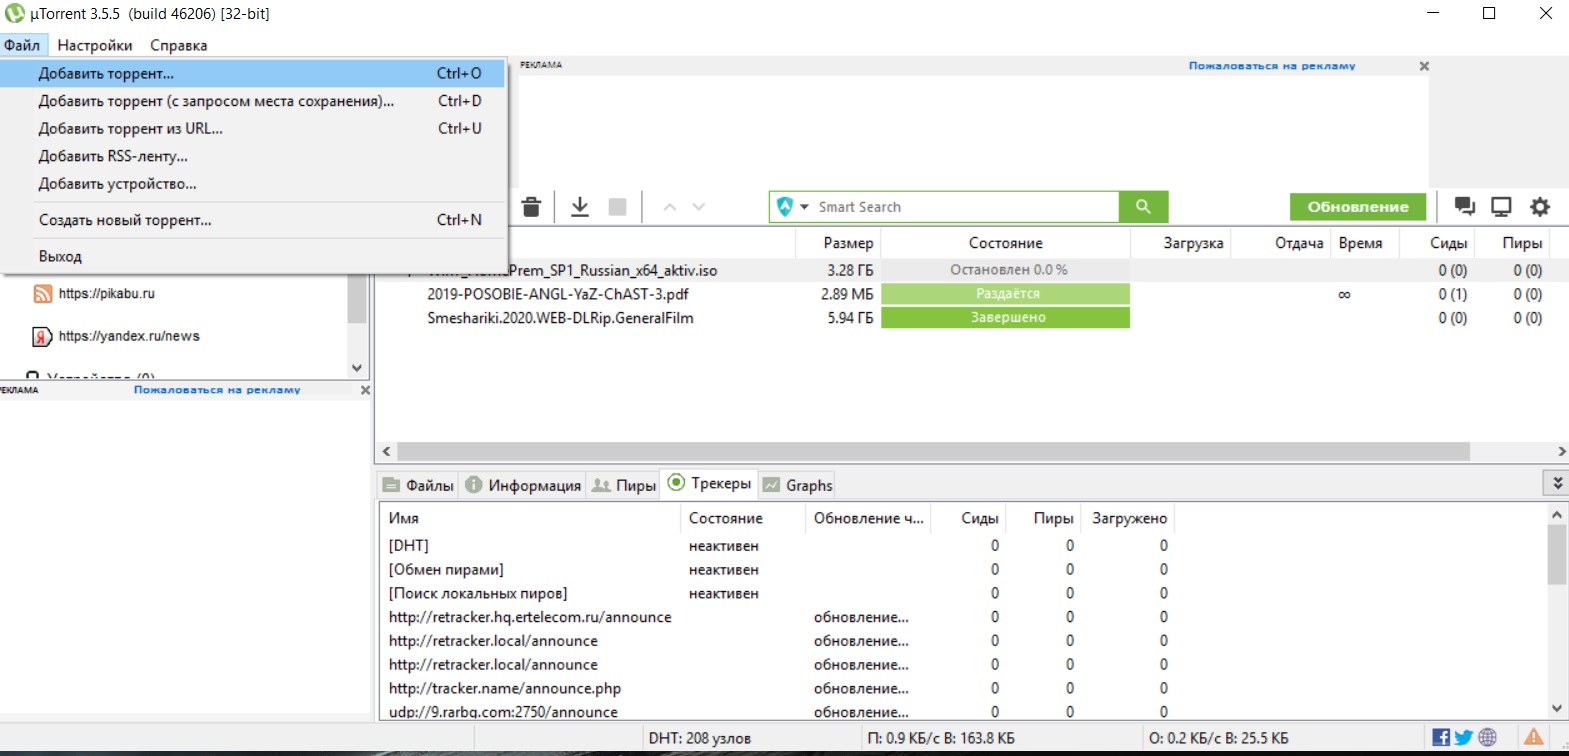 µTorrent 3.5.5 (build 46206) [32-bit]
Файл Настройки Справка
Добавить торрент... Ctrl+O
Добавить торрент (с запросом места сохранения)... Ctrl+D
Добавить торрент из URL... Ctrl+U
Добавить RSS-ленту...
Добавить устройство...
Создать новый торрент... Ctrl+N
Выход
РЕКЛАМА Пожаловаться на рекламу
Smart Search Обновление
Размер Состояние Загрузка Отдача Время Сиды Пиры
Prem_SP1_Russian_x64_aktiv.iso 3.28 ГБ Остановлен 0.0 % 0 (0) 0 (0)
2019-POSOBIE-ANGL-YaZ-ChAST-3.pdf 2.89 МБ Раздаётся ∞ 0 (1) 0 (0)
Smeshariki.2020.WEB-DLRip.GeneralFilm 5.94 ГБ Завершено 0 (0) 0 (0)
https://pikabu.ru
https://yandex.ru/news
Устройства (0)
РЕКЛАМА Пожаловаться на рекламу
Файлы Информация Пиры Трекеры Graphs
Имя Состояние Обновление ч... Сиды Пиры Загружено
[DHT] неактивен 0 0 0
[Обмен пирами] неактивен 0 0 0
[Поиск локальных пиров] неактивен 0 0 0
http://retracker.hq.ertelecom.ru/announce обновление... 0 0 0
http://retracker.local/announce обновление... 0 0 0
http://retracker.local/announce обновление... 0 0 0
http://tracker.name/announce.php обновление... 0 0 0
udp://9.rarbg.com:2750/announce обновление... 0 0 0
DHT: 208 узлов П: 0.9 КБ/с В: 163.8 КБ О: 0.2 КБ/с В: 25.5 КБ